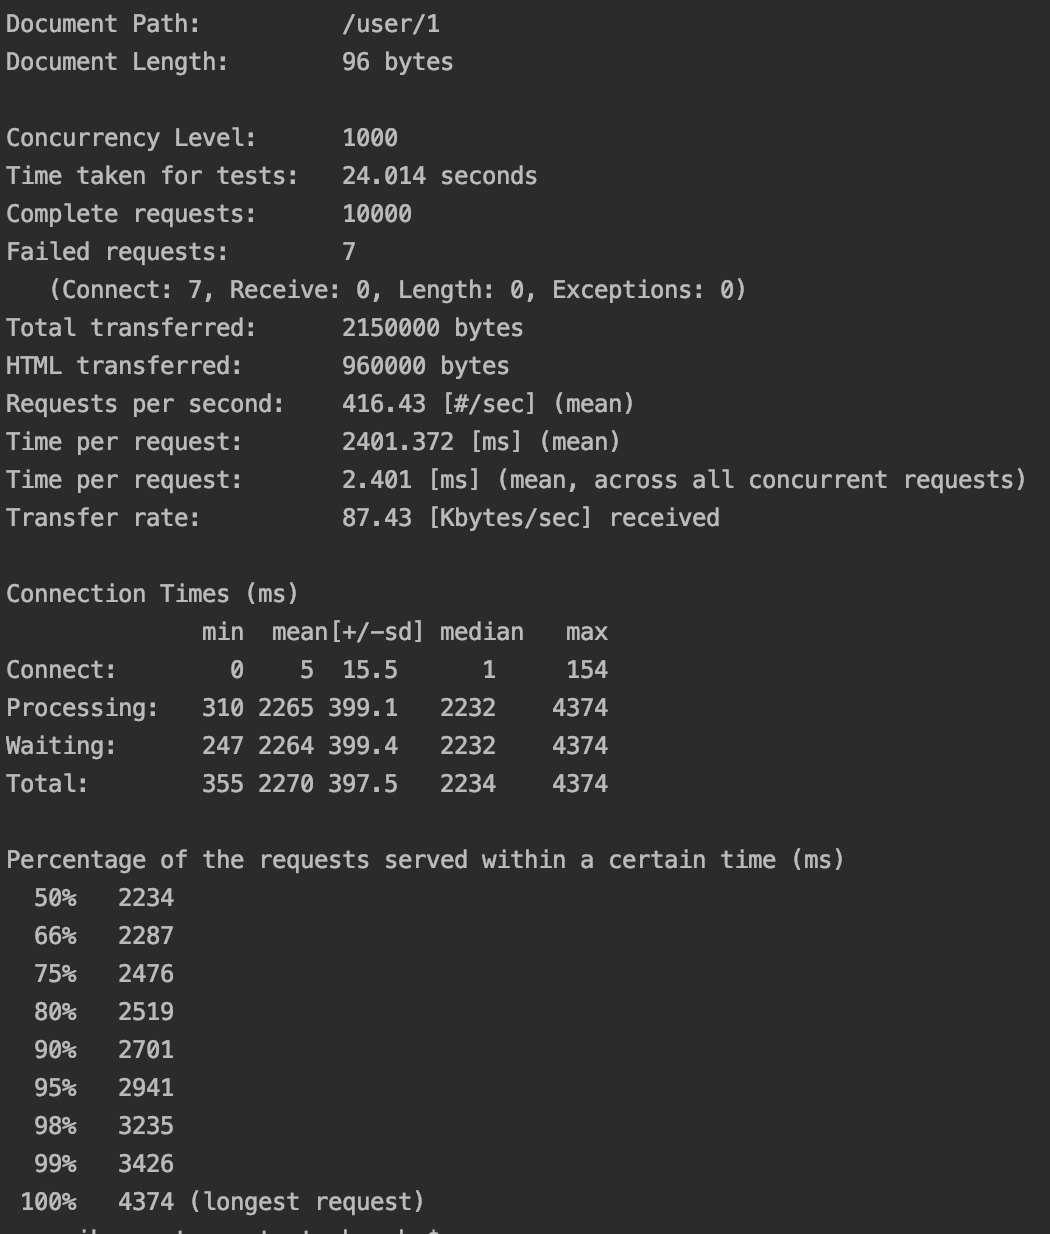 Document Path:          /user/1
Document Length:        96 bytes

Concurrency Level:      1000
Time taken for tests:   24.014 seconds
Complete requests:      10000
Failed requests:        7
   (Connect: 7, Receive: 0, Length: 0, Exceptions: 0)
Total transferred:      2150000 bytes
HTML transferred:       960000 bytes
Requests per second:    416.43 [#/sec] (mean)
Time per request:       2401.372 [ms] (mean)
Time per request:       2.401 [ms] (mean, across all concurrent requests)
Transfer rate:          87.43 [Kbytes/sec] received

Connection Times (ms)
              min  mean[+/-sd] median   max
Connect:        0    5  15.5      1     154
Processing:   310 2265 399.1   2232    4374
Waiting:      247 2264 399.4   2232    4374
Total:        355 2270 397.5   2234    4374

Percentage of the requests served within a certain time (ms)
  50%   2234
  66%   2287
  75%   2476
  80%   2519
  90%   2701
  95%   2941
  98%   3235
  99%   3426
 100%   4374 (longest request)